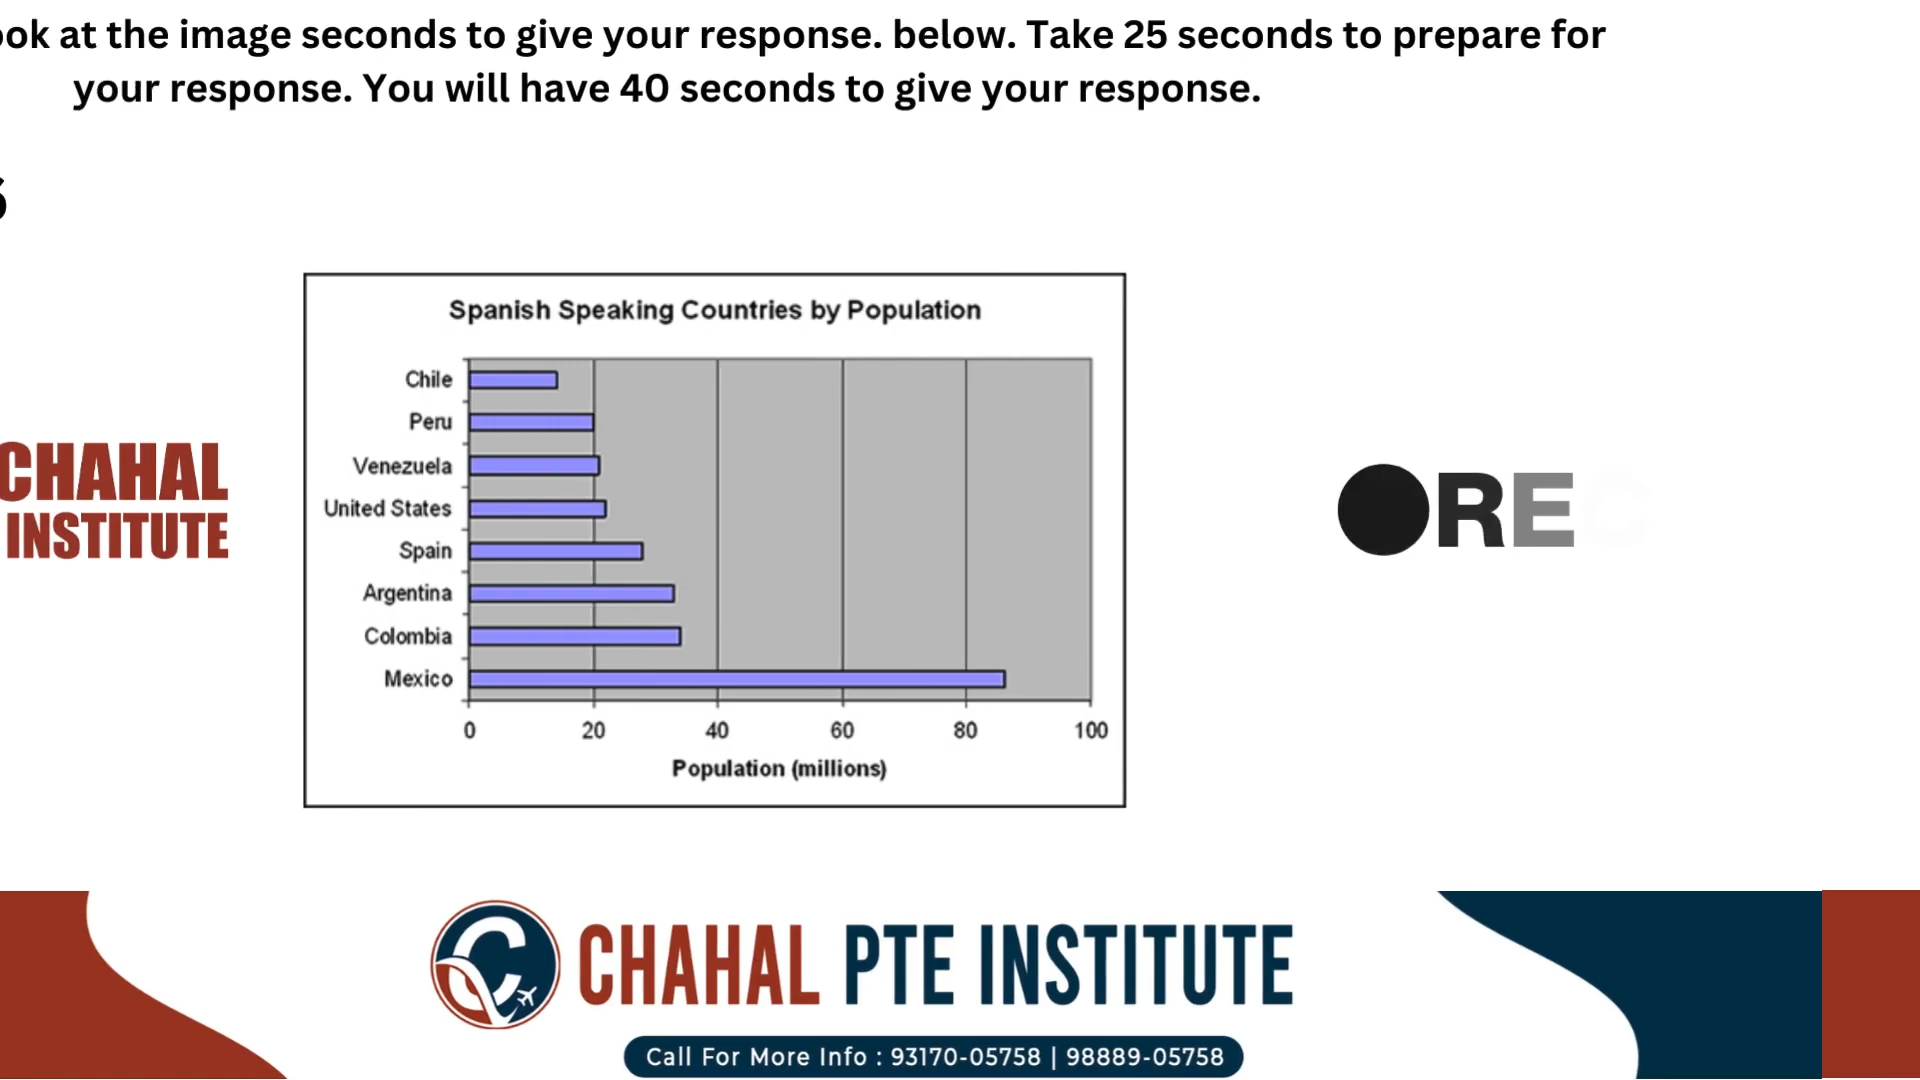 ook at the image seconds to give your response. below. Take 25 seconds to prepare for
your response. You will have 40 seconds to give your response.
Spanish Speaking Countries by Population
Chile
Peru
Venezuela
United States
Spain
Argentina
Colombia
Mexico
0 20 40 60 80 100
Population (millions)
CHAHAL
INSTITUTE
REC
CHAHAL PTE INSTITUTE
Call For More Info : 93170-05758 | 98889-05758